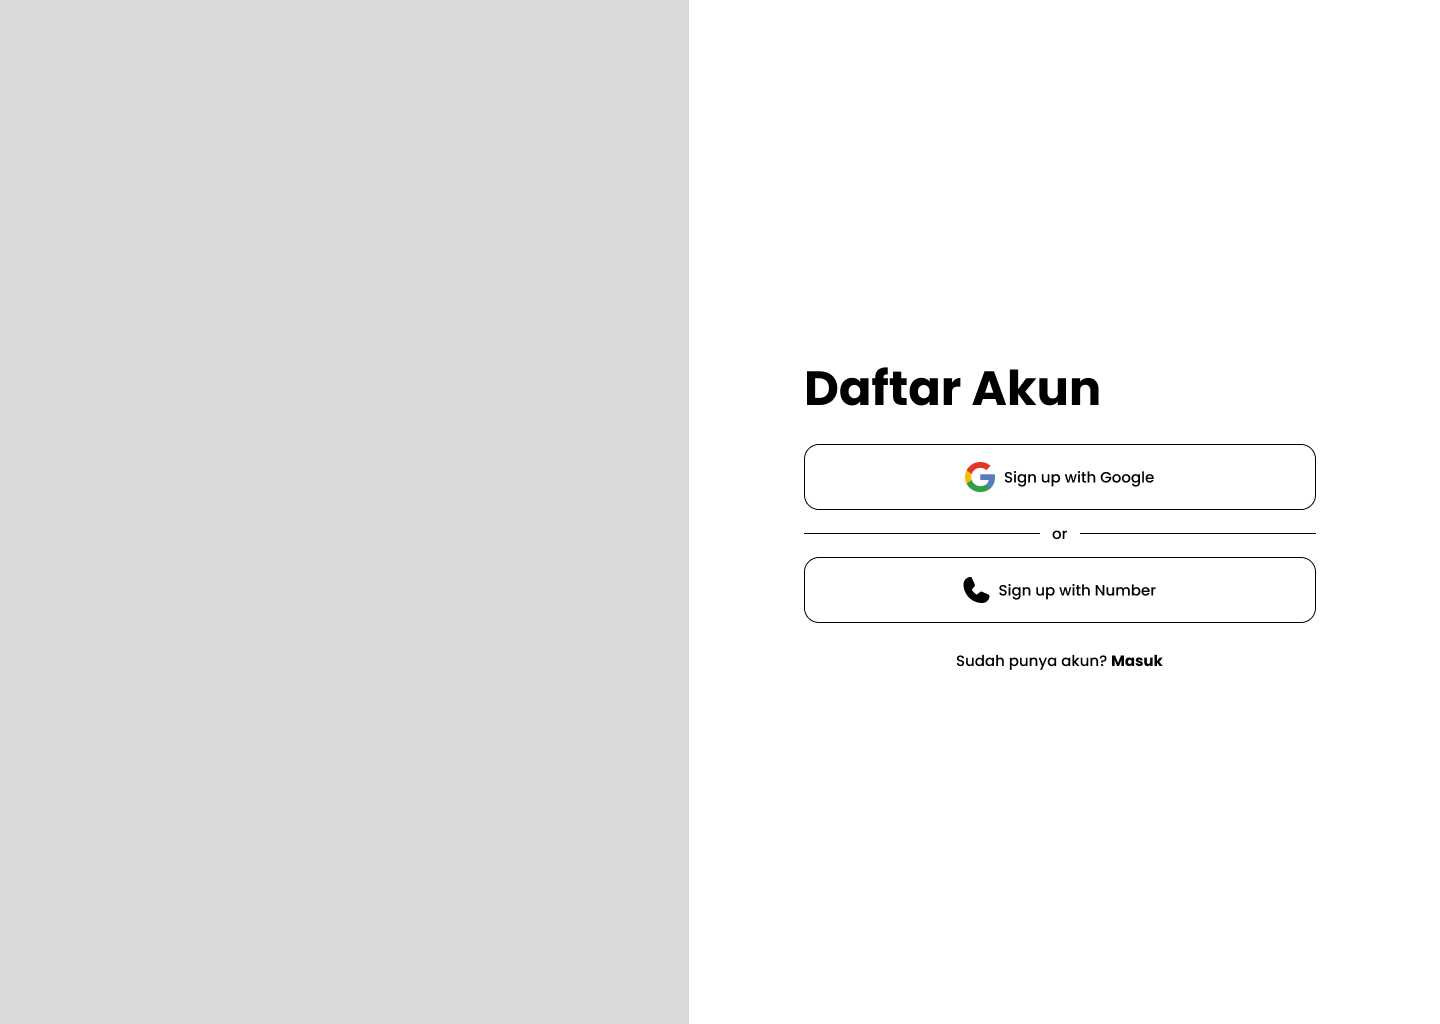 Daftar Akun
Sign up with Google
or
Sign up with Number
Sudah punya akun? Masuk